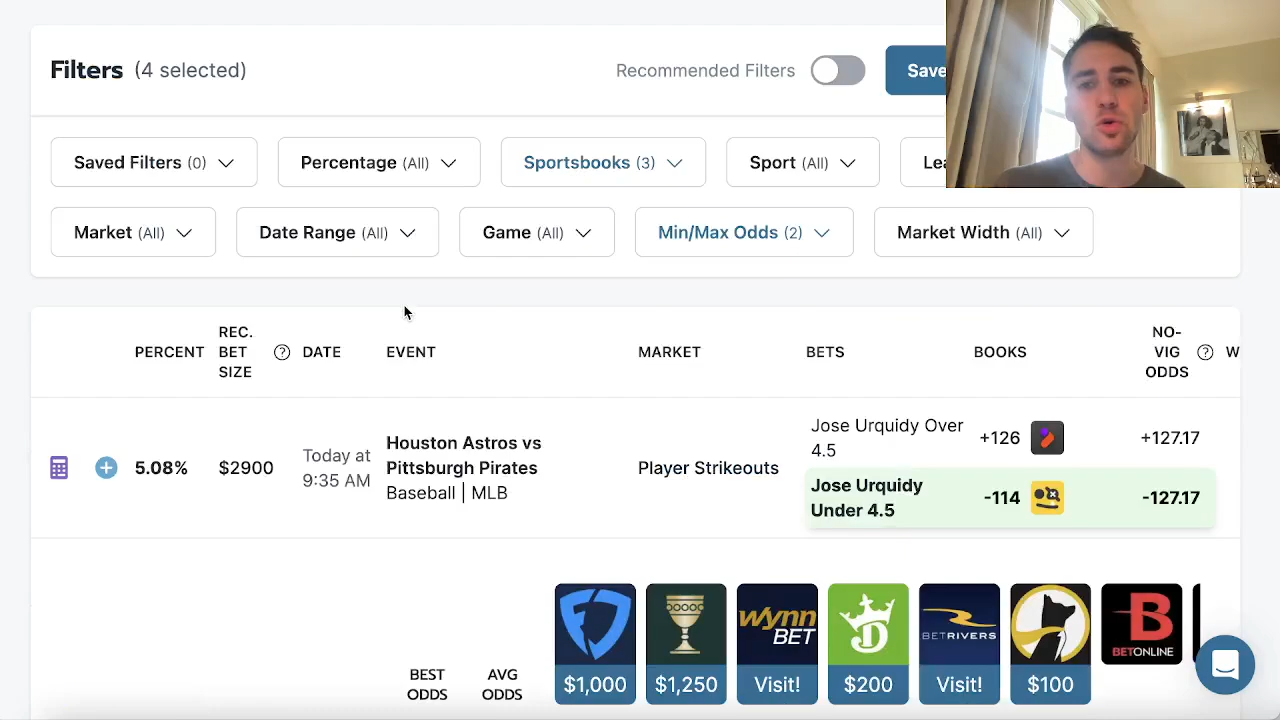 Filters (4 selected)
Recommended Filters
Save
Saved Filters (0)
Percentage (All)
Sportsbooks (3)
Sport (All)
Lea
Market (All)
Date Range (All)
Game (All)
Min/Max Odds (2)
Market Width (All)
PERCENT
REC.
BET
SIZE
?
DATE
EVENT
MARKET
BETS
BOOKS
NO-
VIG
ODDS
?
W
5.08%
$2900
Today at
9:35 AM
Houston Astros vs
Pittsburgh Pirates
Baseball | MLB
Player Strikeouts
Jose Urquidy Over
4.5
+126
+127.17
Jose Urquidy
Under 4.5
-114
-127.17
BEST
ODDS
AVG
ODDS
$1,000
$1,250
WYNN
BET
Visit!
$200
BETRIVERS
Visit!
$100
B
BETONLINE